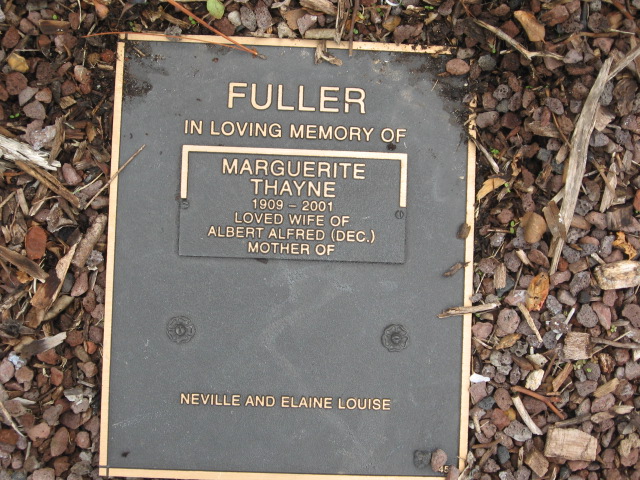 FULLER
IN LOVING MEMORY OF
MARGUERITE
THAYNE
1909 - 2001
LOVED WIFE OF
ALBERT ALFRED (DEC.)
MOTHER OF
NEVILLE AND ELAINE LOUISE